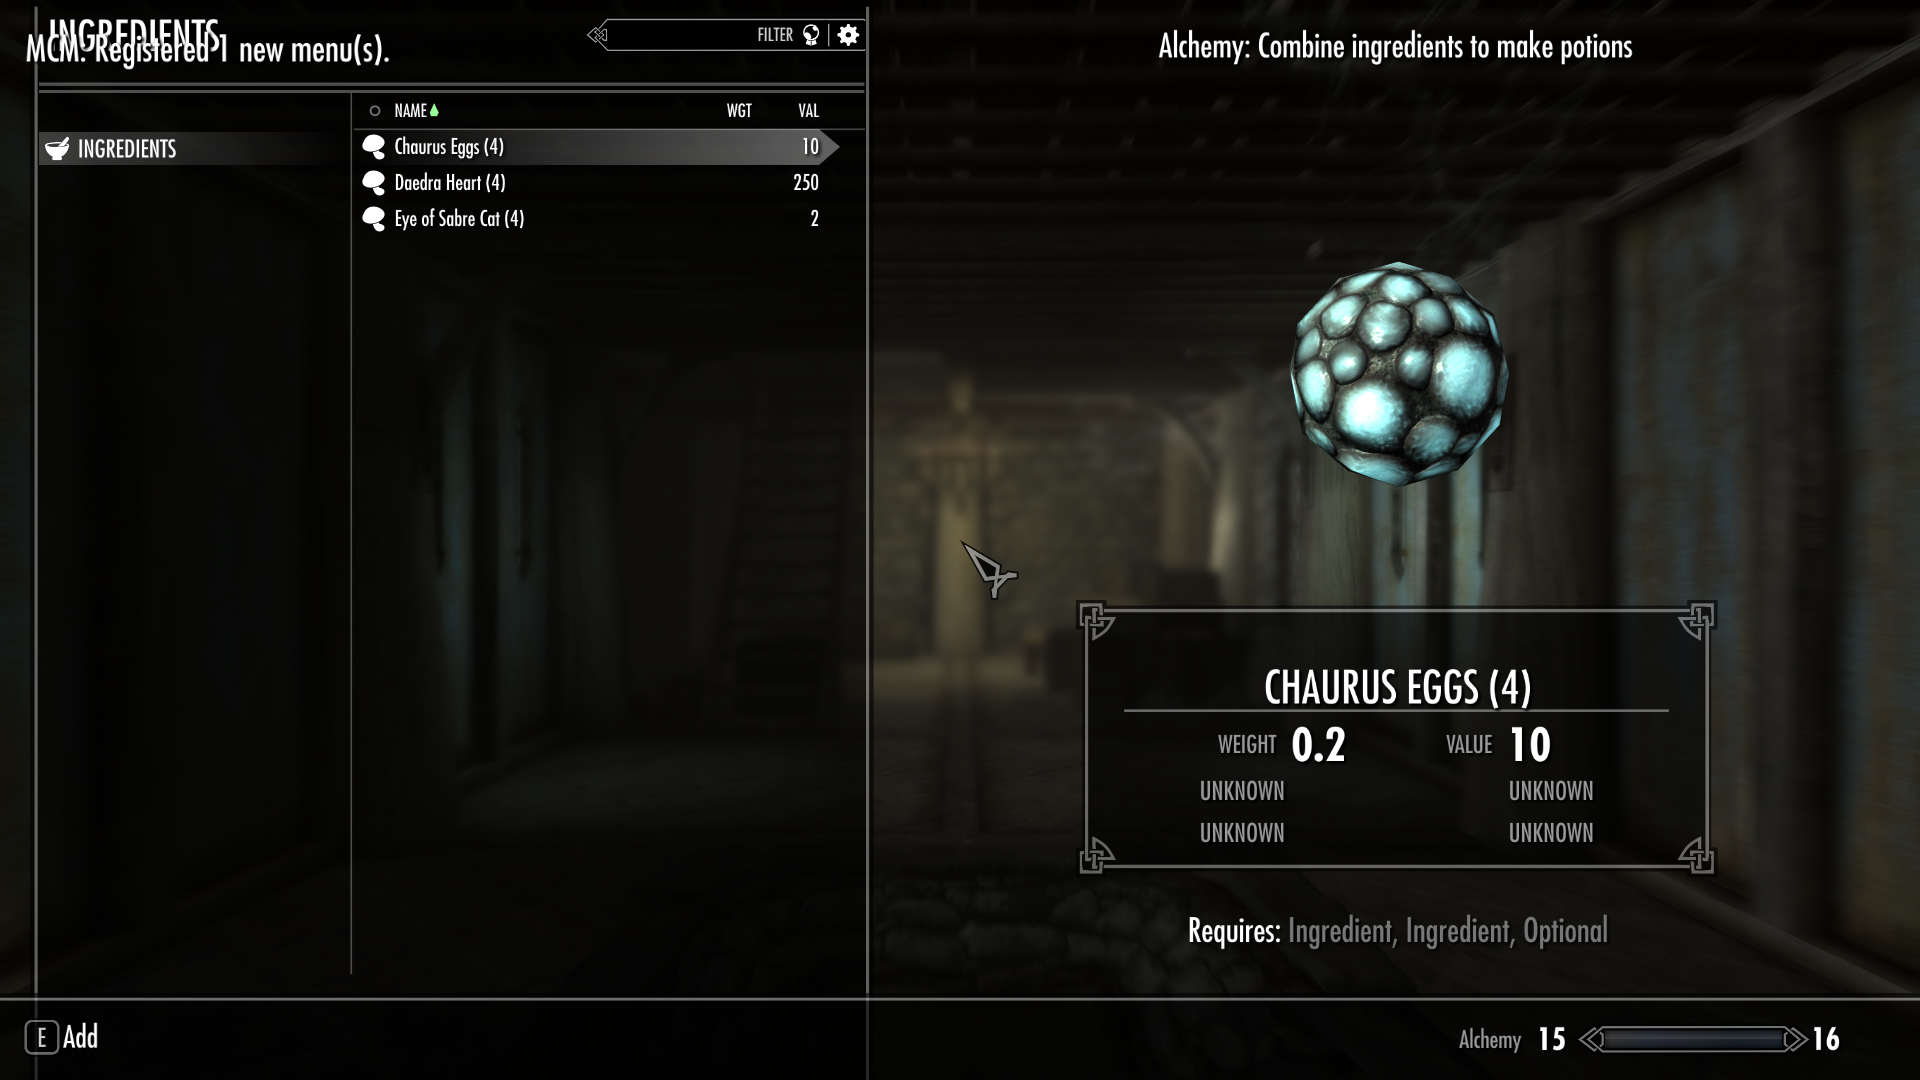 INGREDIENTS
MCM: Registered 1 new menu(s).
FILTER
Alchemy: Combine ingredients to make potions
INGREDIENTS
NAME WGT VAL
Chaurus Eggs (4) 10
Daedra Heart (4) 250
Eye of Sabre Cat (4) 2
CHAURUS EGGS (4)
WEIGHT 0.2 VALUE 10
UNKNOWN UNKNOWN
UNKNOWN UNKNOWN
Requires: Ingredient, Ingredient, Optional
E Add
Alchemy 15 16